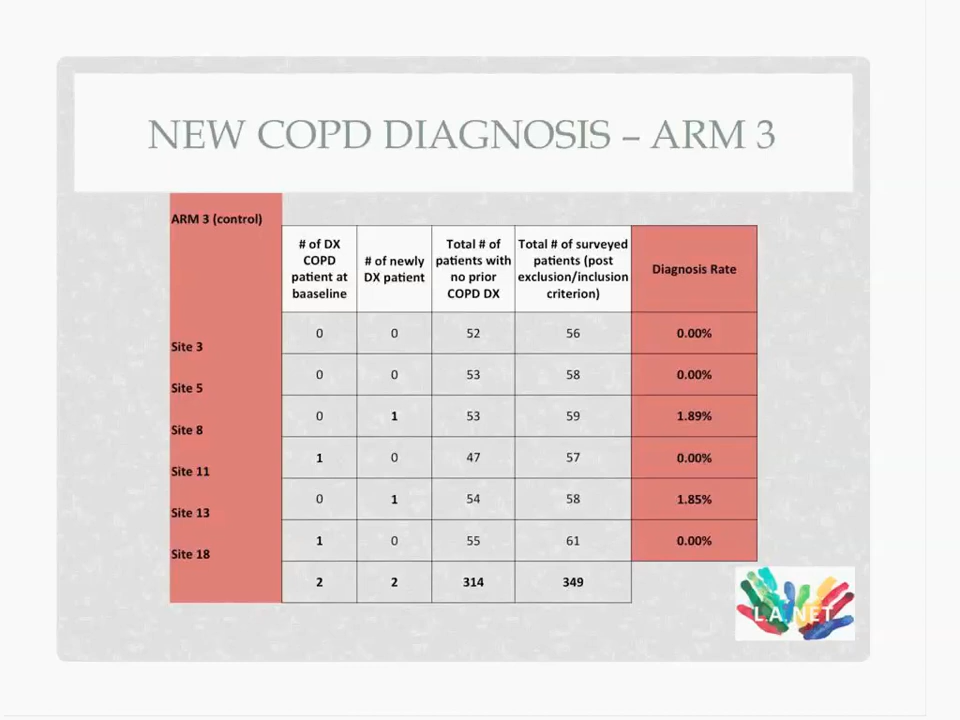 NEW COPD DIAGNOSIS – ARM 3
ARM 3 (control)
# of DX
COPD
patient at
baaseline
# of newly
DX patient
Total # of
patients with
no prior
COPD DX
Total # of surveyed
patients (post
exclusion/inclusion
criterion)
Diagnosis Rate
Site 3 0 0 52 56 0.00%
Site 5 0 0 53 58 0.00%
Site 8 0 1 53 59 1.89%
Site 11 1 0 47 57 0.00%
Site 13 0 1 54 58 1.85%
Site 18 1 0 55 61 0.00%
2 2 314 349
L.A. NET